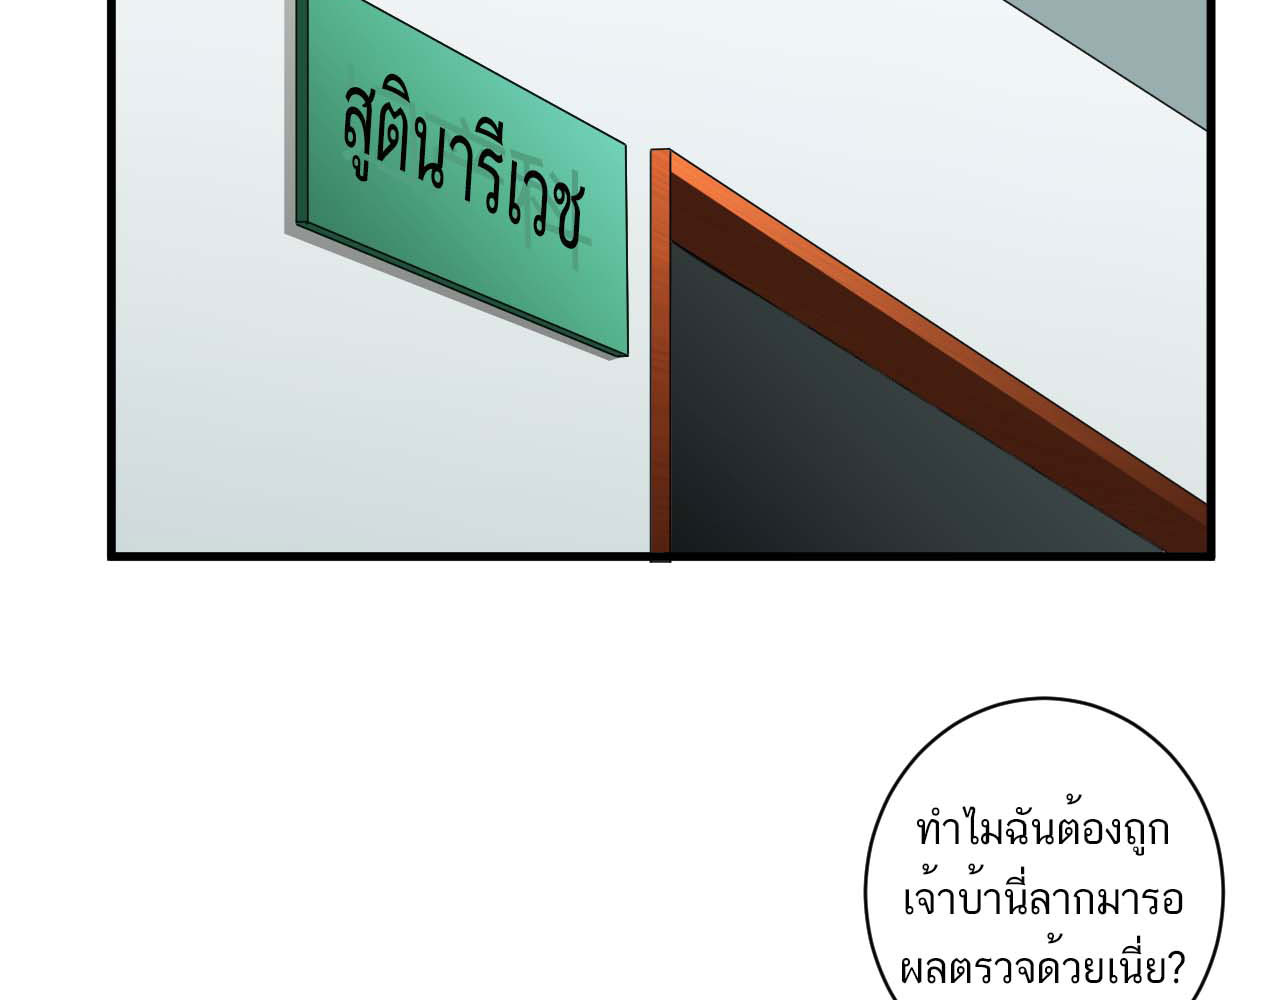 สูตินารีเวช
ทำไมฉันต้องถูก
เจ้าบ้านี่ลากมารอ
ผลตรวจด้วยเนี่ย?